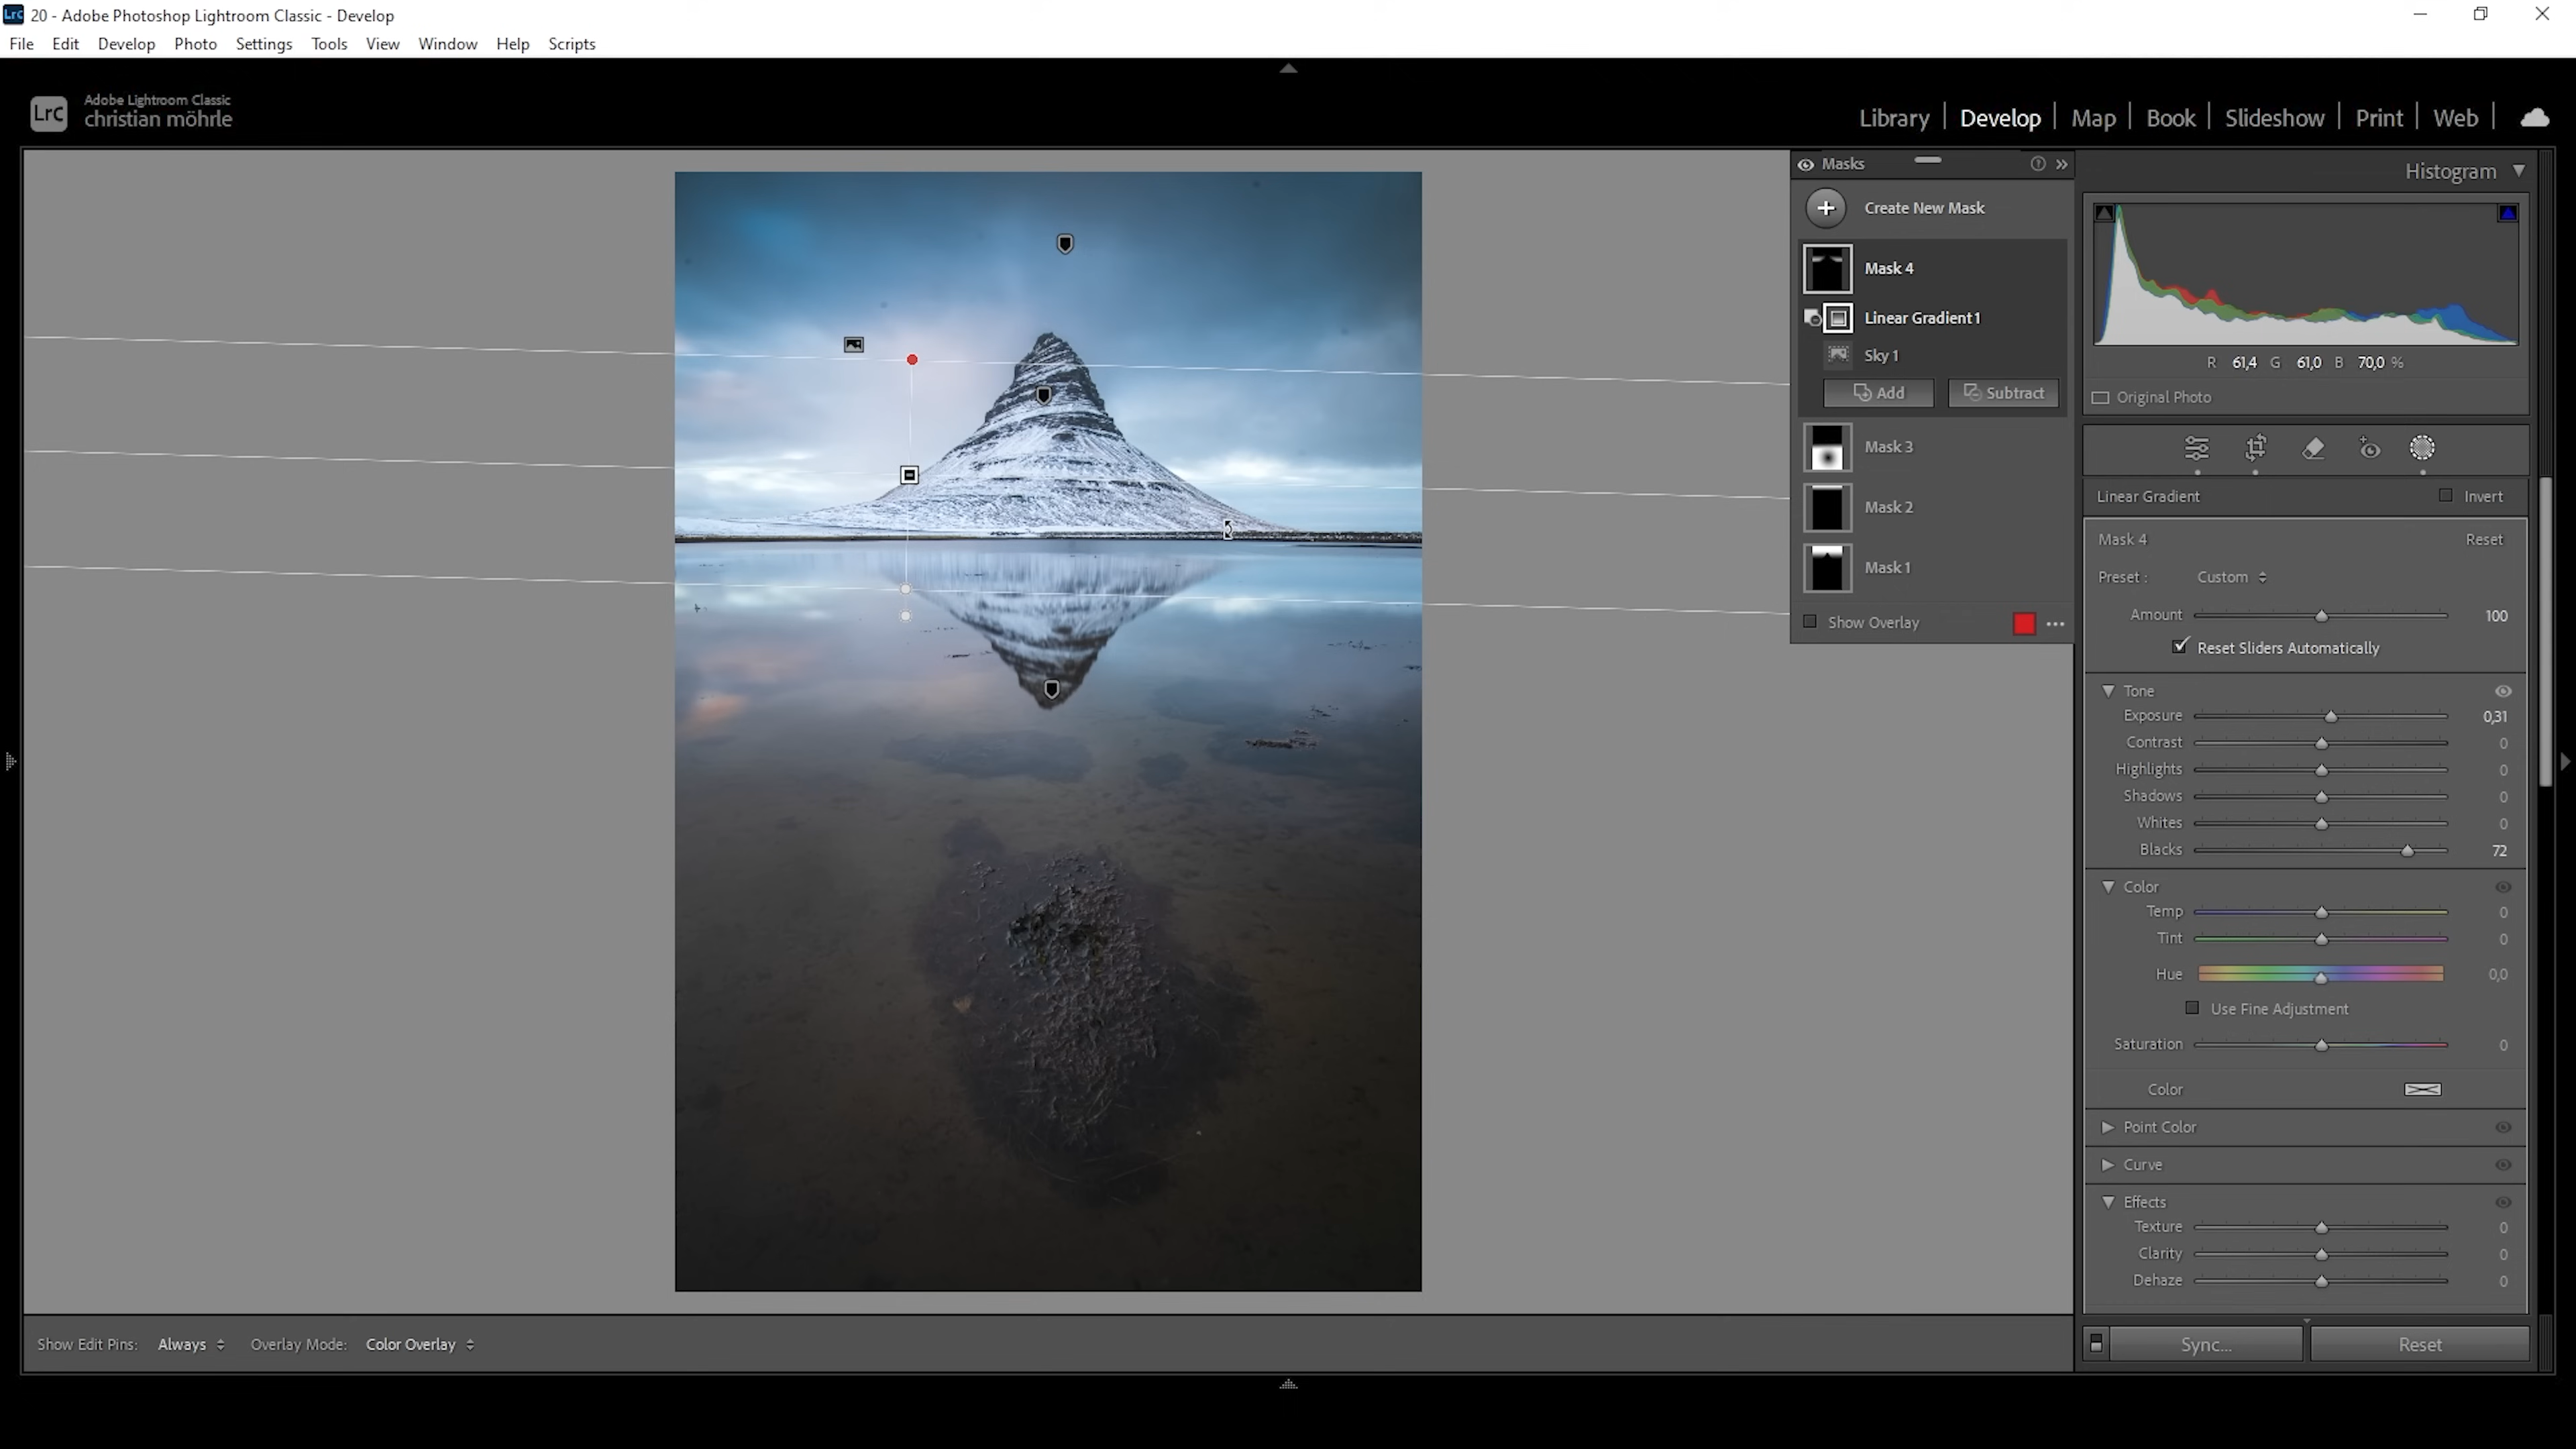 Lrc 20 - Adobe Photoshop Lightroom Classic - Develop
File Edit Develop Photo Settings Tools View Window Help Scripts
Lrc Adobe Lightroom Classic
christian möhrle
Library Develop Map Book Slideshow Print Web
Masks
Create New Mask
Mask 4
Linear Gradient 1
Sky 1
Add Subtract
Mask 3
Mask 2
Mask 1
Show Overlay
Histogram
R 61,4 G 61,0 B 70,0 %
Original Photo
Linear Gradient Invert
Mask 4 Reset
Preset : Custom
Amount 100
Reset Sliders Automatically
Tone
Exposure 0,31
Contrast 0
Highlights 0
Shadows 0
Whites 0
Blacks 72
Color
Temp 0
Tint 0
Hue 0,0
Use Fine Adjustment
Saturation 0
Color
Point Color
Curve
Effects
Texture 0
Clarity 0
Dehaze 0
Show Edit Pins: Always Overlay Mode: Color Overlay
Sync... Reset